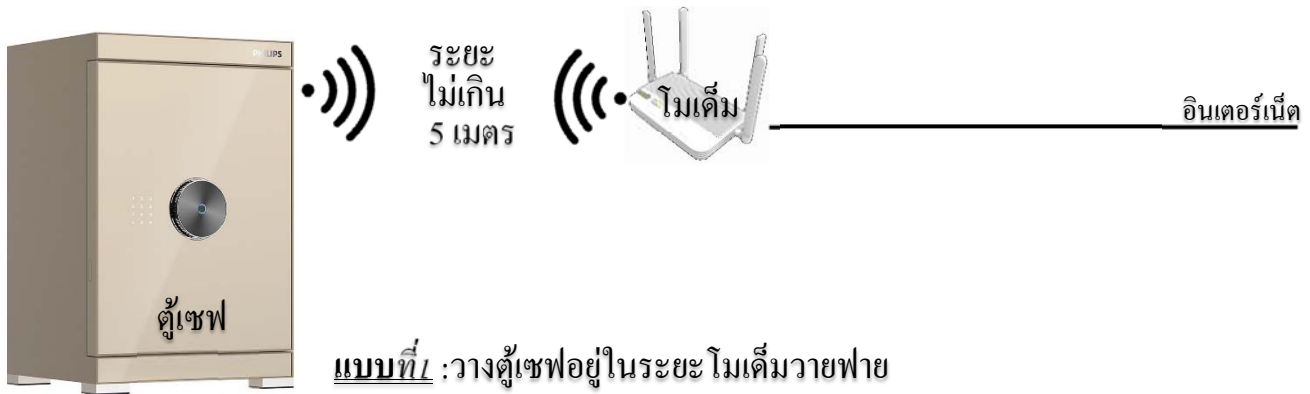 PHILIPS
ระยะ
ไม่เกิน
5 เมตร
โมเด็ม
อินเตอร์เน็ต
ตู้เซฟ
แบบที่1 :วางตู้เซฟอยู่ในระยะโมเด็มวายฟาย